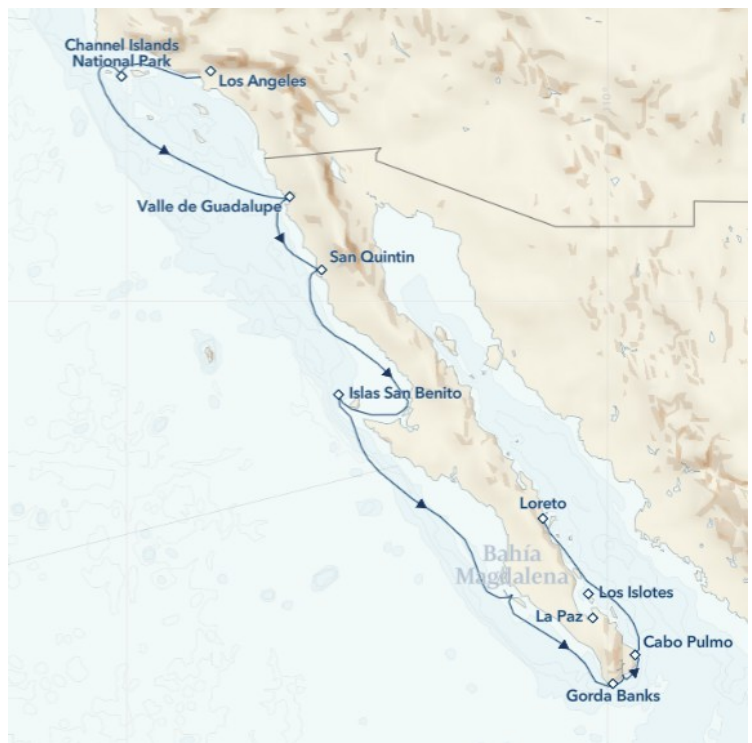 Channel Islands
National Park
Los Angeles
Valle de Guadalupe
San Quintin
Islas San Benito
Loreto
Bahía
Magdalena
Los Islotes
La Paz
Cabo Pulmo
Gorda Banks